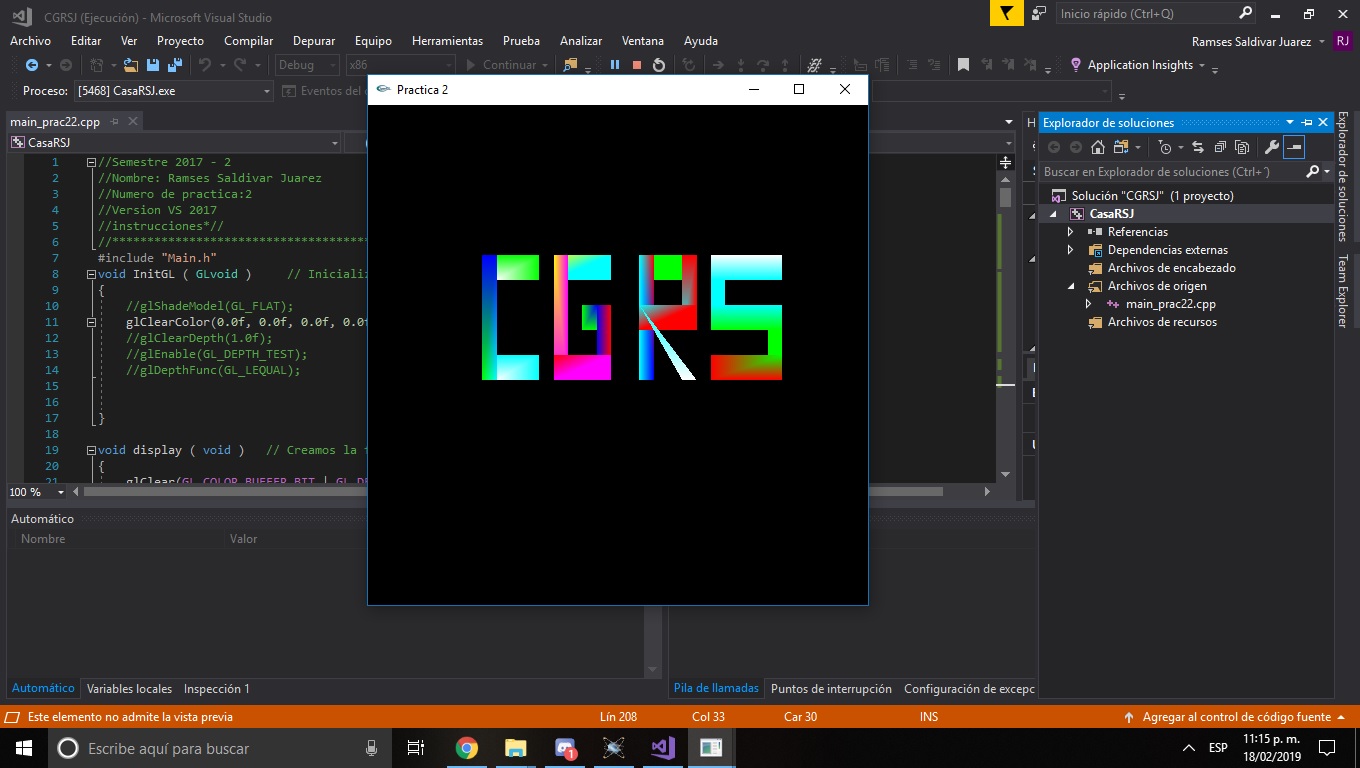 CGRSJ (Ejecución) - Microsoft Visual Studio
Inicio rápido (Ctrl+Q)
Archivo Editar Ver Proyecto Compilar Depurar Equipo Herramientas Prueba Analizar Ventana Ayuda
Ramses Saldivar Juarez RJ
Debug x86 Continuar Application Insights
Proceso: [5468] CasaRSJ.exe Eventos del
Practica 2
main_prac22.cpp
CasaRSJ
1 //Semestre 2017 - 2
2 //Nombre: Ramses Saldivar Juarez
3 //Numero de practica:2
4 //Version VS 2017
5 //instrucciones*//
6 //**************************************
7 #include "Main.h"
8 void InitGL ( GLvoid ) // Inicializ
9 {
10 //glShadeModel(GL_FLAT);
11 glClearColor(0.0f, 0.0f, 0.0f, 0.0f
12 //glClearDepth(1.0f);
13 //glEnable(GL_DEPTH_TEST);
14 //glDepthFunc(GL_LEQUAL);
15
16
17 }
18
19 void display ( void ) // Creamos la
20 {
21 glClear(GL_COLOR_BUFFER_BIT | GL_DE
100 %
CGRS
Explorador de soluciones
Buscar en Explorador de soluciones (Ctrl+´)
Solución "CGRSJ" (1 proyecto)
CasaRSJ
Referencias
Dependencias externas
Archivos de encabezado
Archivos de origen
main_prac22.cpp
Archivos de recursos
Explorador de soluciones
Team Explorer
Automático
Nombre Valor
Automático Variables locales Inspección 1
Pila de llamadas Puntos de interrupción Configuración de excepc
Este elemento no admite la vista previa Lín 208 Col 33 Car 30 INS Agregar al control de código fuente
Escribe aquí para buscar
1
ESP
11:15 p. m.
18/02/2019